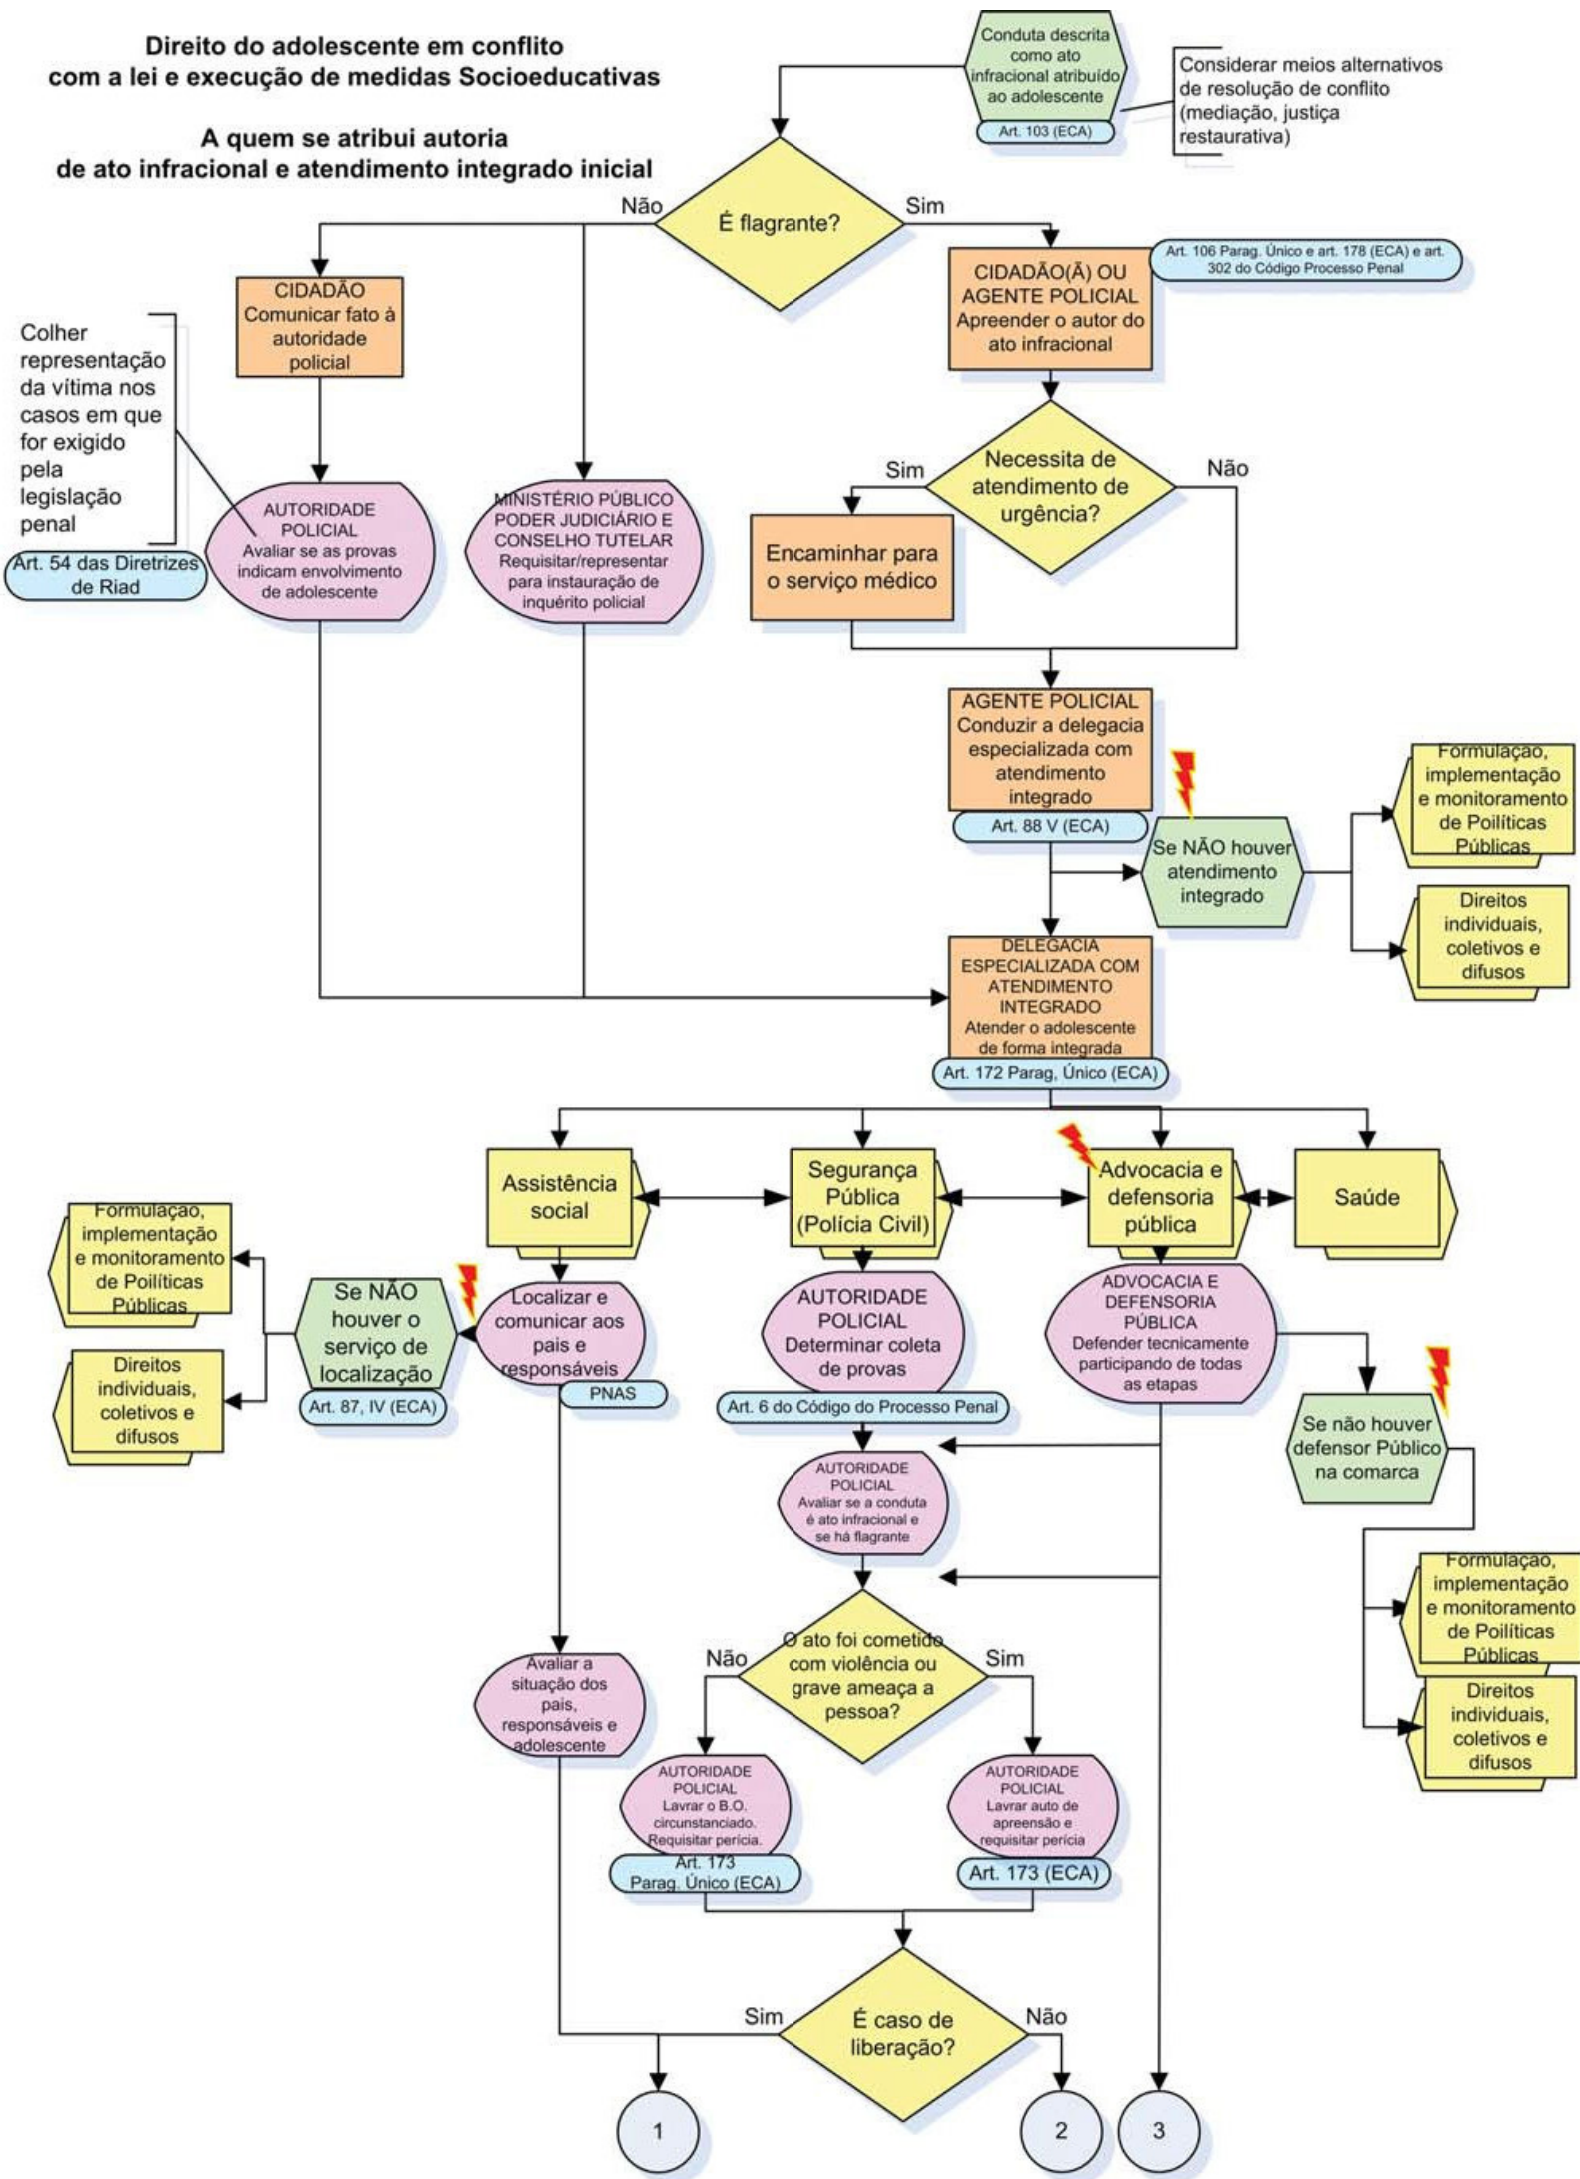 Direito do adolescente em conflito
com a lei e execução de medidas Socioeducativas
A quem se atribui autoria
de ato infracional e atendimento integrado inicial
Conduta descrita
como ato
infracional atribuído
ao adolescente
Art. 103 (ECA)
Considerar meios alternativos
de resolução de conflito
(mediação, justiça
restaurativa)
É flagrante?
Não
Sim
CIDADÃO
Comunicar fato à
autoridade
policial
CIDADÃO(Ã) OU
AGENTE POLICIAL
Apreender o autor do
ato infracional
Art. 106 Parag. Único e art. 178 (ECA) e art.
302 do Código Processo Penal
Colher
representação
da vítima nos
casos em que
for exigido
pela
legislação
penal
Art. 54 das Diretrizes
de Riad
AUTORIDADE
POLICIAL
Avaliar se as provas
indicam envolvimento
de adolescente
MINISTÉRIO PÚBLICO
PODER JUDICIÁRIO E
CONSELHO TUTELAR
Requisitar/representar
para instauração de
inquérito policial
Necessita de
atendimento de
urgência?
Sim
Não
Encaminhar para
o serviço médico
AGENTE POLICIAL
Conduzir a delegacia
especializada com
atendimento
integrado
Art. 88 V (ECA)
Se NÃO houver
atendimento
integrado
Formulação,
implementação
e monitoramento
de Poilíticas
Públicas
Direitos
individuais,
coletivos e
difusos
DELEGACIA
ESPECIALIZADA COM
ATENDIMENTO
INTEGRADO
Atender o adolescente
de forma integrada
Art. 172 Parag, Único (ECA)
Assistência
social
Segurança
Pública
(Polícia Civil)
Advocacia e
defensoria
pública
Saúde
Formulação,
implementação
e monitoramento
de Poilíticas
Públicas
Direitos
individuais,
coletivos e
difusos
Se NÃO
houver o
serviço de
localização
Art. 87, IV (ECA)
Localizar e
comunicar aos
pais e
responsáveis
PNAS
AUTORIDADE
POLICIAL
Determinar coleta
de provas
Art. 6 do Código do Processo Penal
ADVOCACIA E
DEFENSORIA
PÚBLICA
Defender tecnicamente
participando de todas
as etapas
Se não houver
defensor Público
na comarca
AUTORIDADE
POLICIAL
Avaliar se a conduta
é ato infracional e
se há flagrante
Formulação,
implementação
e monitoramento
de Poilíticas
Públicas
Direitos
individuais,
coletivos e
difusos
O ato foi cometido
com violência ou
grave ameaça a
pessoa?
Não
Sim
Avaliar a
situação dos
pais,
responsáveis e
adolescente
AUTORIDADE
POLICIAL
Lavrar o B.O.
circunstanciado.
Requisitar perícia.
Art. 173
Parag. Único (ECA)
AUTORIDADE
POLICIAL
Lavrar auto de
apreensão e
requisitar perícia
Art. 173 (ECA)
É caso de
liberação?
Sim
Não
1
2
3